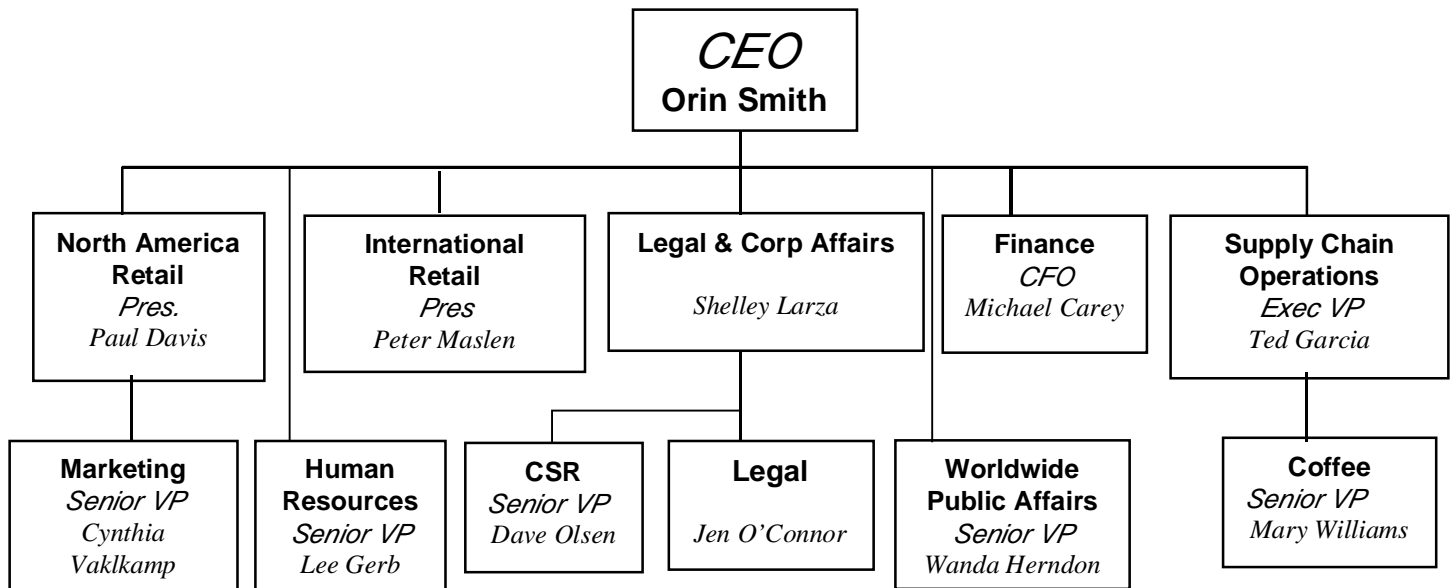 CEO
Orin Smith
North America
Retail
Pres.
Paul Davis
International
Retail
Pres
Peter Maslen
Legal & Corp Affairs
Shelley Larza
Finance
CFO
Michael Carey
Supply Chain
Operations
Exec VP
Ted Garcia
Marketing
Senior VP
Cynthia
Vaklkamp
Human
Resources
Senior VP
Lee Gerb
CSR
Senior VP
Dave Olsen
Legal
Jen O’Connor
Worldwide
Public Affairs
Senior VP
Wanda Herndon
Coffee
Senior VP
Mary Williams